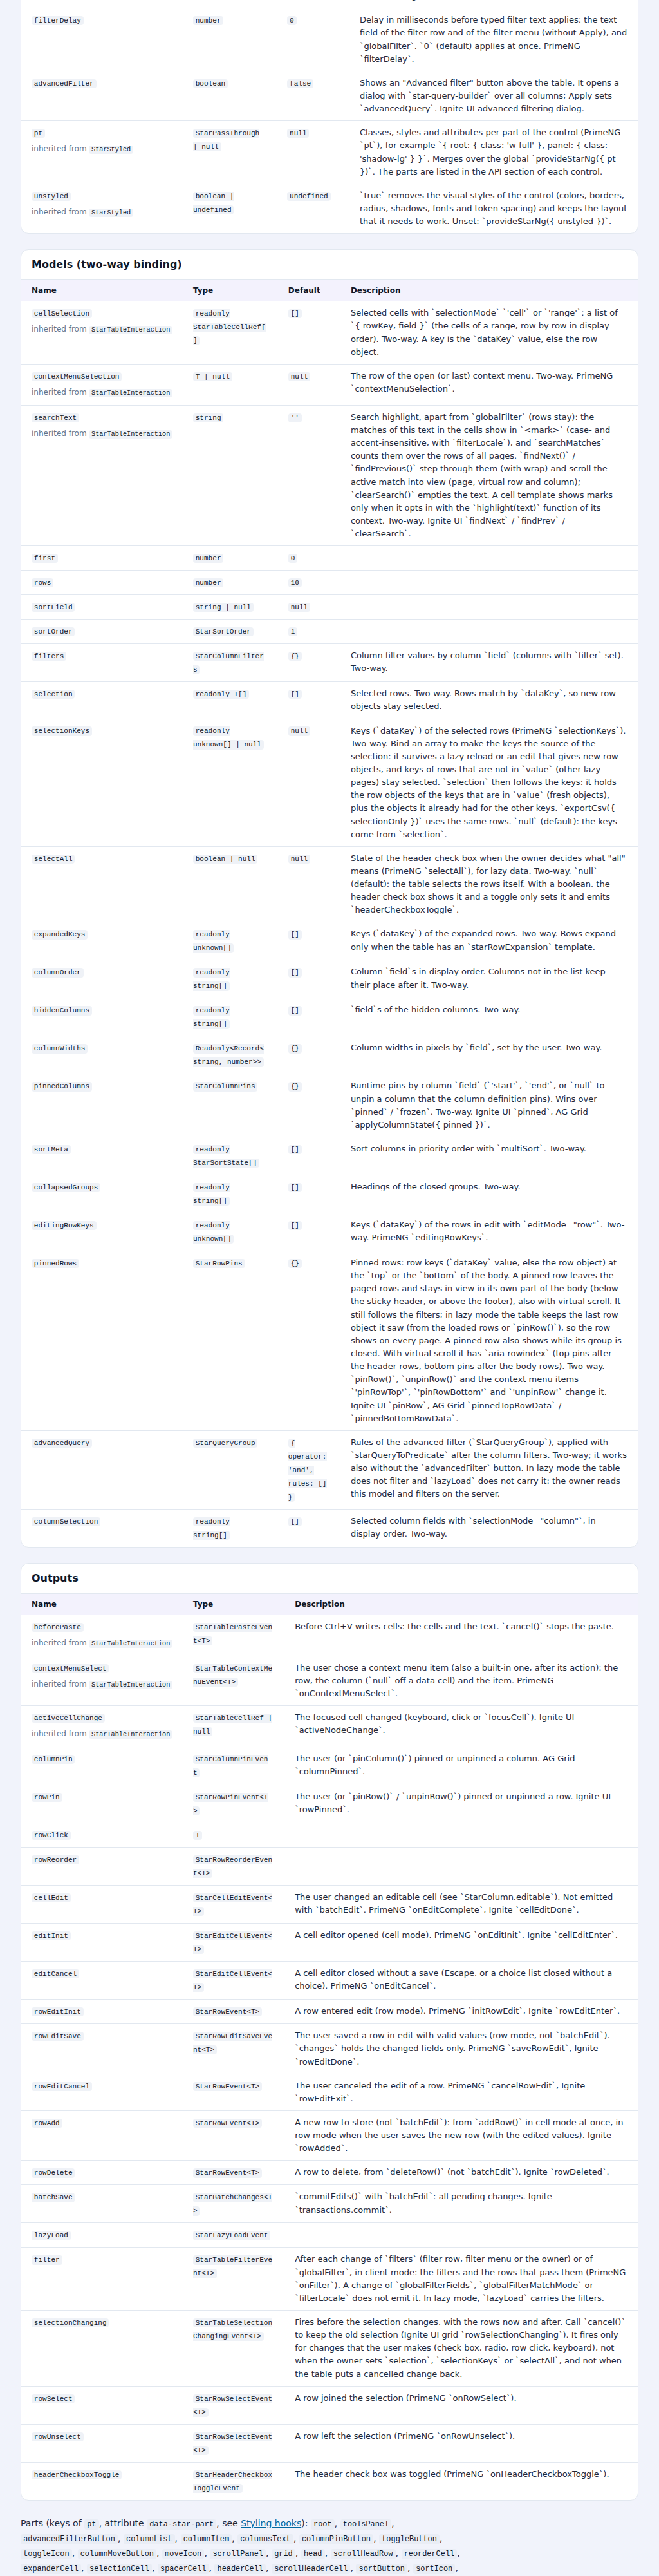 filterDelay number 0 Delay in milliseconds before typed filter text applies: the text
field of the filter row and of the filter menu (without Apply), and
`globalFilter`. `0` (default) applies at once. PrimeNG
`filterDelay`.
advancedFilter boolean false Shows an "Advanced filter" button above the table. It opens a
dialog with `star-query-builder` over all columns; Apply sets
`advancedQuery`. Ignite UI advanced filtering dialog.
pt StarPassThrough null Classes, styles and attributes per part of the control (PrimeNG
inherited from StarStyled | null `pt`), for example `{ root: { class: 'w-full' }, panel: { class:
'shadow-lg' } }`. Merges over the global `provideStarNg({ pt
})`. The parts are listed in the API section of each control.
unstyled boolean | undefined `true` removes the visual styles of the control (colors, borders,
inherited from StarStyled undefined radius, shadows, fonts and token spacing) and keeps the layout
that it needs to work. Unset: `provideStarNg({ unstyled })`.
Models (two-way binding)
Name Type Default Description
cellSelection readonly [] Selected cells with `selectionMode` `'cell'` or `'range'`: a list of
inherited from StarTableInteraction StarTableCellRef[ `{ rowKey, field }` (the cells of a range, row by row in display
] order). Two-way. A key is the `dataKey` value, else the row
object.
contextMenuSelection T | null null The row of the open (or last) context menu. Two-way. PrimeNG
inherited from StarTableInteraction `contextMenuSelection`.
searchText string '' Search highlight, apart from `globalFilter` (rows stay): the
inherited from StarTableInteraction matches of this text in the cells show in `<mark>` (case- and
accent-insensitive, with `filterLocale`), and `searchMatches`
counts them over the rows of all pages. `findNext()` /
`findPrevious()` step through them (with wrap) and scroll the
active match into view (page, virtual row and column);
`clearSearch()` empties the text. A cell template shows marks
only when it opts in with the `highlight(text)` function of its
context. Two-way. Ignite UI `findNext` / `findPrev` /
`clearSearch`.
first number 0
rows number 10
sortField string | null null
sortOrder StarSortOrder 1
filters StarColumnFilter {} Column filter values by column `field` (columns with `filter` set).
s Two-way.
selection readonly T[] [] Selected rows. Two-way. Rows match by `dataKey`, so new row
objects stay selected.
selectionKeys readonly null Keys (`dataKey`) of the selected rows (PrimeNG `selectionKeys`).
unknown[] | null Two-way. Bind an array to make the keys the source of the
selection: it survives a lazy reload or an edit that gives new row
objects, and keys of rows that are not in `value` (other lazy
pages) stay selected. `selection` then follows the keys: it holds
the row objects of the keys that are in `value` (fresh objects),
plus the objects it already had for the other keys. `exportCsv({
selectionOnly })` uses the same rows. `null` (default): the keys
come from `selection`.
selectAll boolean | null null State of the header check box when the owner decides what "all"
means (PrimeNG `selectAll`), for lazy data. Two-way. `null`
(default): the table selects the rows itself. With a boolean, the
header check box shows it and a toggle only sets it and emits
`headerCheckboxToggle`.
expandedKeys readonly [] Keys (`dataKey`) of the expanded rows. Two-way. Rows expand
unknown[] only when the table has an `starRowExpansion` template.
columnOrder readonly [] Column `field`s in display order. Columns not in the list keep
string[] their place after it. Two-way.
hiddenColumns readonly [] `field`s of the hidden columns. Two-way.
string[]
columnWidths Readonly<Record< {} Column widths in pixels by `field`, set by the user. Two-way.
string, number>>
pinnedColumns StarColumnPins {} Runtime pins by column `field` (`'start'`, `'end'`, or `null` to
unpin a column that the column definition pins). Wins over
`pinned` / `frozen`. Two-way. Ignite UI `pinned`, AG Grid
`applyColumnState({ pinned })`.
sortMeta readonly [] Sort columns in priority order with `multiSort`. Two-way.
StarSortState[]
collapsedGroups readonly [] Headings of the closed groups. Two-way.
string[]
editingRowKeys readonly [] Keys (`dataKey`) of the rows in edit with `editMode="row"`. Two-
unknown[] way. PrimeNG `editingRowKeys`.
pinnedRows StarRowPins {} Pinned rows: row keys (`dataKey` value, else the row object) at
the `top` or the `bottom` of the body. A pinned row leaves the
paged rows and stays in view in its own part of the body (below
the sticky header, or above the footer), also with virtual scroll. It
still follows the filters; in lazy mode the table keeps the last row
object it saw (from the loaded rows or `pinRow()`), so the row
shows on every page. A pinned row also shows while its group is
closed. With virtual scroll it has `aria-rowindex` (top pins after
the header rows, bottom pins after the body rows). Two-way.
`pinRow()`, `unpinRow()` and the context menu items
`'pinRowTop'`, `'pinRowBottom'` and `'unpinRow'` change it.
Ignite UI `pinRow`, AG Grid `pinnedTopRowData` /
`pinnedBottomRowData`.
advancedQuery StarQueryGroup { Rules of the advanced filter (`StarQueryGroup`), applied with
operator: `starQueryToPredicate` after the column filters. Two-way; it works
'and', also without the `advancedFilter` button. In lazy mode the table
rules: [] does not filter and `lazyLoad` does not carry it: the owner reads
} this model and filters on the server.
columnSelection readonly [] Selected column fields with `selectionMode="column"`, in
string[] display order. Two-way.
Outputs
Name Type Description
beforePaste StarTablePasteEven Before Ctrl+V writes cells: the cells and the text. `cancel()` stops the paste.
inherited from StarTableInteraction t<T>
contextMenuSelect StarTableContextMe The user chose a context menu item (also a built-in one, after its action): the
inherited from StarTableInteraction nuEvent<T> row, the column (`null` off a data cell) and the item. PrimeNG
`onContextMenuSelect`.
activeCellChange StarTableCellRef | The focused cell changed (keyboard, click or `focusCell`). Ignite UI
inherited from StarTableInteraction null `activeNodeChange`.
columnPin StarColumnPinEven The user (or `pinColumn()`) pinned or unpinned a column. AG Grid
t `columnPinned`.
rowPin StarRowPinEvent<T The user (or `pinRow()` / `unpinRow()`) pinned or unpinned a row. Ignite UI
> `rowPinned`.
rowClick T
rowReorder StarRowReorderEven
t<T>
cellEdit StarCellEditEvent< The user changed an editable cell (see `StarColumn.editable`). Not emitted
T> with `batchEdit`. PrimeNG `onEditComplete`, Ignite `cellEditDone`.
editInit StarEditCellEvent< A cell editor opened (cell mode). PrimeNG `onEditInit`, Ignite `cellEditEnter`.
T>
editCancel StarEditCellEvent< A cell editor closed without a save (Escape, or a choice list closed without a
T> choice). PrimeNG `onEditCancel`.
rowEditInit StarRowEvent<T> A row entered edit (row mode). PrimeNG `initRowEdit`, Ignite `rowEditEnter`.
rowEditSave StarRowEditSaveEve The user saved a row in edit with valid values (row mode, not `batchEdit`).
nt<T> `changes` holds the changed fields only. PrimeNG `saveRowEdit`, Ignite
`rowEditDone`.
rowEditCancel StarRowEvent<T> The user canceled the edit of a row. PrimeNG `cancelRowEdit`, Ignite
`rowEditExit`.
rowAdd StarRowEvent<T> A new row to store (not `batchEdit`): from `addRow()` in cell mode at once, in
row mode when the user saves the new row (with the edited values). Ignite
`rowAdded`.
rowDelete StarRowEvent<T> A row to delete, from `deleteRow()` (not `batchEdit`). Ignite `rowDeleted`.
batchSave StarBatchChanges<T `commitEdits()` with `batchEdit`: all pending changes. Ignite
> `transactions.commit`.
lazyLoad StarLazyLoadEvent
filter StarTableFilterEve After each change of `filters` (filter row, filter menu or the owner) or of
nt<T> `globalFilter`, in client mode: the filters and the rows that pass them (PrimeNG
`onFilter`). A change of `globalFilterFields`, `globalFilterMatchMode` or
`filterLocale` does not emit it. In lazy mode, `lazyLoad` carries the filters.
selectionChanging StarTableSelection Fires before the selection changes, with the rows now and after. Call `cancel()`
ChangingEvent<T> to keep the old selection (Ignite UI grid `rowSelectionChanging`). It fires only
for changes that the user makes (check box, radio, row click, keyboard), not
when the owner sets `selection`, `selectionKeys` or `selectAll`, and not when
the table puts a cancelled change back.
rowSelect StarRowSelectEvent A row joined the selection (PrimeNG `onRowSelect`).
<T>
rowUnselect StarRowSelectEvent A row left the selection (PrimeNG `onRowUnselect`).
<T>
headerCheckboxToggle StarHeaderCheckbox The header check box was toggled (PrimeNG `onHeaderCheckboxToggle`).
ToggleEvent
Parts (keys of pt, attribute data-star-part, see Styling hooks): root, toolsPanel,
advancedFilterButton, columnList, columnItem, columnsText, columnPinButton, toggleButton,
toggleIcon, columnMoveButton, moveIcon, scrollPanel, grid, head, scrollHeadRow, reorderCell,
expanderCell, selectionCell, spacerCell, headerCell, scrollHeaderCell, sortButton, sortIcon,